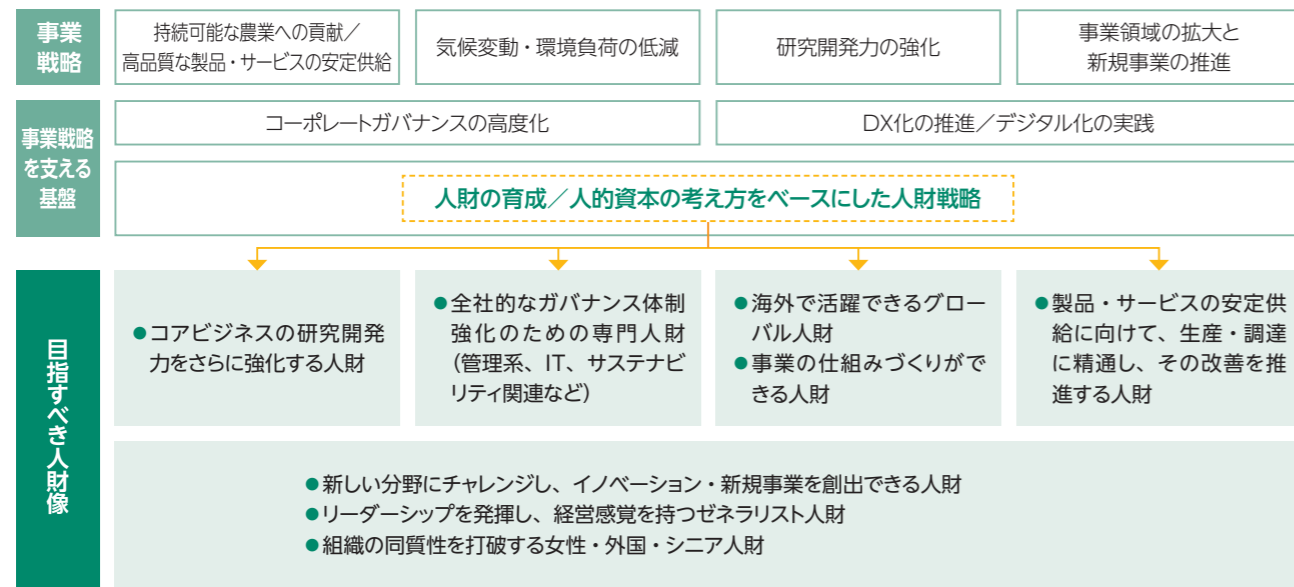 事業
戦略
持続可能な農業への貢献／
高品質な製品・サービスの安定供給
気候変動・環境負荷の低減
研究開発力の強化
事業領域の拡大と
新規事業の推進
事業戦略
を支える
基盤
コーポレートガバナンスの高度化
DX化の推進／デジタル化の実践
人財の育成／人的資本の考え方をベースにした人財戦略
目指すべき人財像
●コアビジネスの研究開発
力をさらに強化する人財
●全社的なガバナンス体制
強化のための専門人財
（管理系、IT、サステナビ
リティ関連など）
●海外で活躍できるグロー
バル人財
●事業の仕組みづくりがで
きる人財
●製品・サービスの安定供
給に向けて、生産・調達
に精通し、その改善を推
進する人財
●新しい分野にチャレンジし、イノベーション・新規事業を創出できる人財
●リーダーシップを発揮し、経営感覚を持つゼネラリスト人財
●組織の同質性を打破する女性・外国・シニア人財